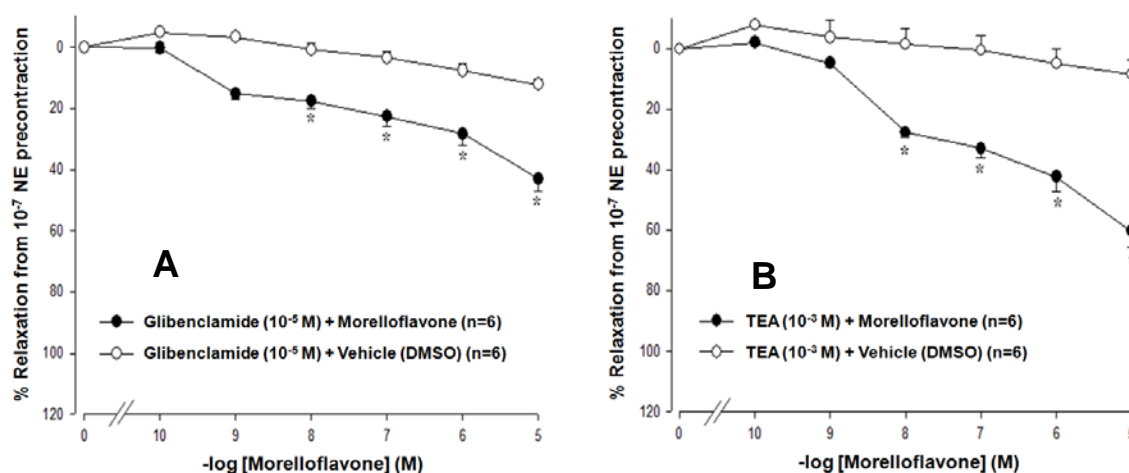 % Relaxation from 10⁻⁷ NE precontraction
0
20
40
60
80
100
120
A
Glibenclamide (10⁻⁵ M) + Morelloflavone (n=6)
Glibenclamide (10⁻⁵ M) + Vehicle (DMSO) (n=6)
* * * *
0 10 9 8 7 6 5
-log [Morelloflavone] (M)
% Relaxation from 10⁻⁷ NE precontraction
0
20
40
60
80
100
120
B
TEA (10⁻³ M) + Morelloflavone (n=6)
TEA (10⁻³ M) + Vehicle (DMSO) (n=6)
* * *
0 10 9 8 7 6 5
-log [Morelloflavone] (M)